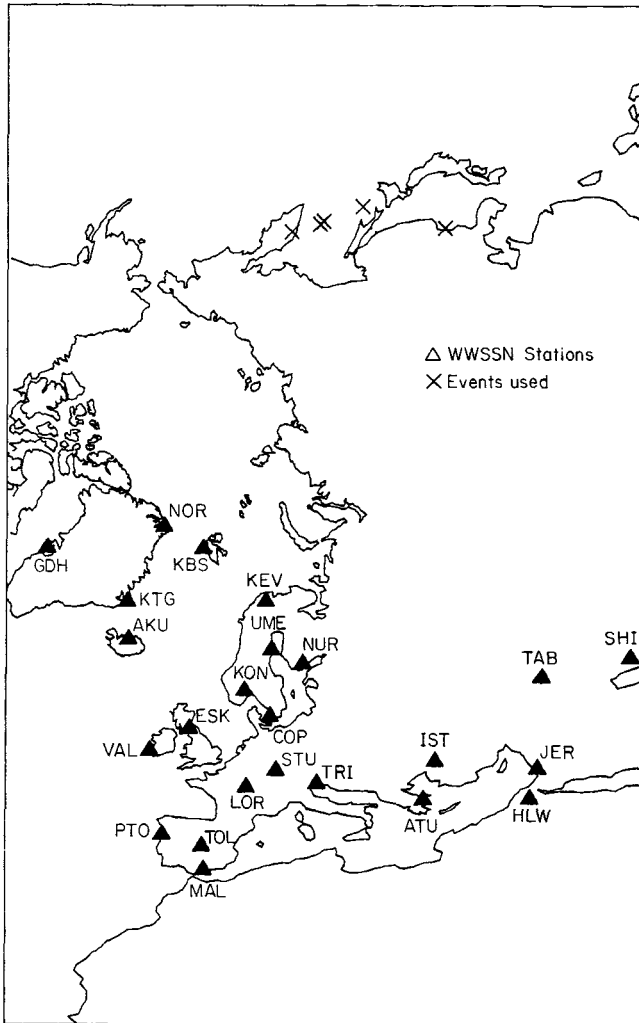 △ WWSSN Stations
× Events used
NOR
GDH
KBS
KTG
KEV
AKU
UME
NUR
SHI
TAB
KON
ESK
COP
VAL
IST
STU
TRI
JER
LOR
ATU
HLW
PTO
TOL
MAL